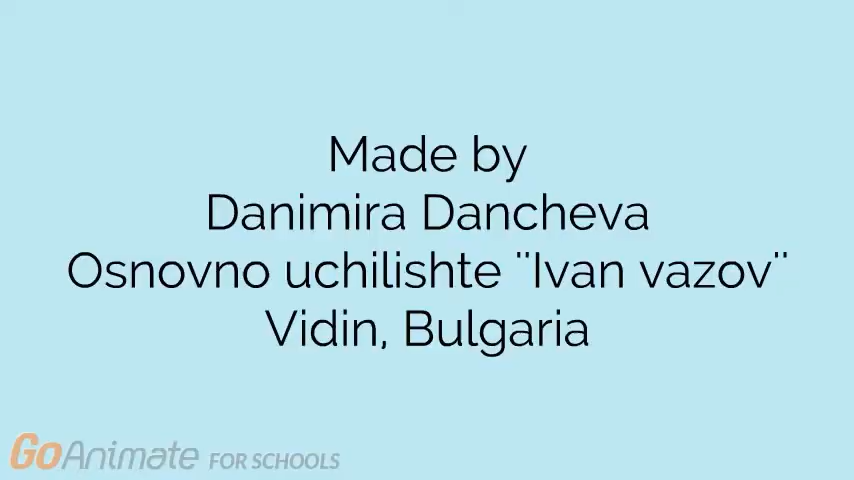 Made by
Danimira Dancheva
Osnovno uchilishte ¨Ivan vazov¨
Vidin, Bulgaria
GoAnimate FOR SCHOOLS